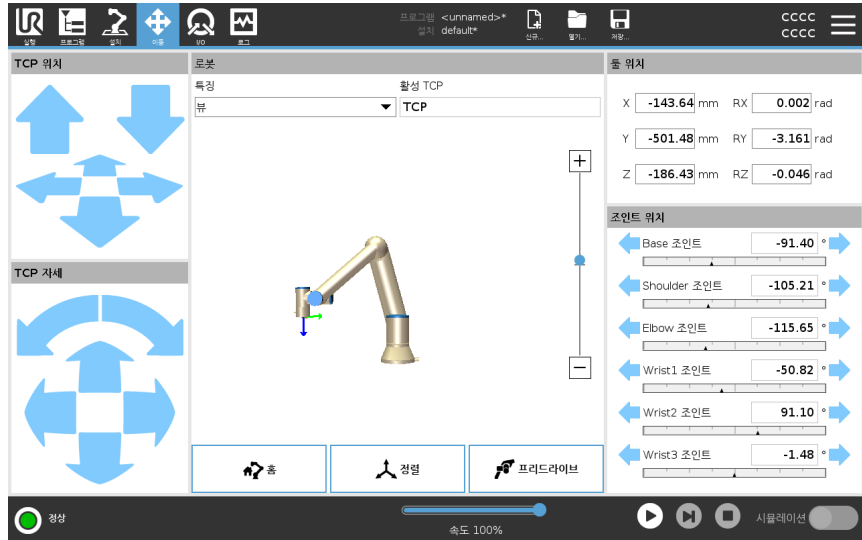 UR
실행 프로그램 설치 이동 I/O 로그
프로그램 <unnamed>*
설치 default*
신규... 열기... 저장...
CCCC
CCCC
TCP 위치
로봇
툴 위치
특징
활성 TCP
뷰
TCP
X -143.64 mm RX 0.002 rad
Y -501.48 mm RY -3.161 rad
Z -186.43 mm RZ -0.046 rad
조인트 위치
Base 조인트 -91.40 °
Shoulder 조인트 -105.21 °
Elbow 조인트 -115.65 °
Wrist1 조인트 -50.82 °
Wrist2 조인트 91.10 °
Wrist3 조인트 -1.48 °
TCP 자세
홈
정렬
프리드라이브
정상
속도 100%
시뮬레이션